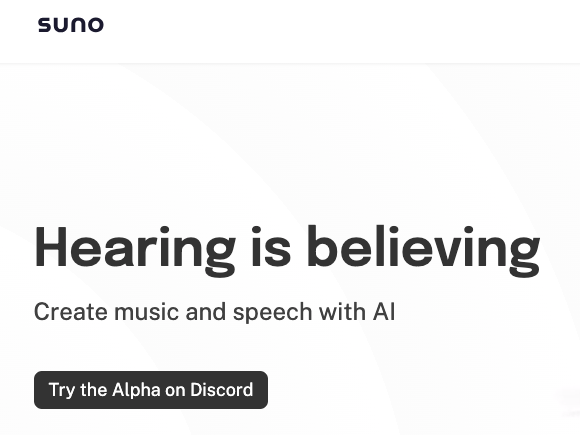 suno
Hearing is believing
Create music and speech with AI
Try the Alpha on Discord